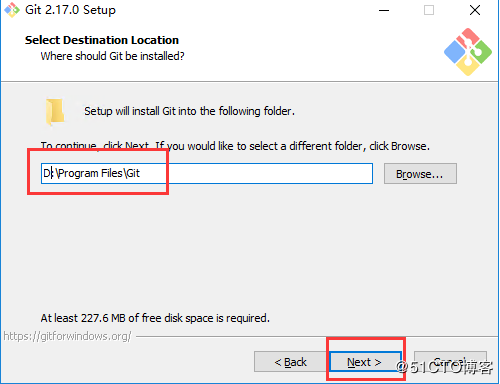 Git 2.17.0 Setup
Select Destination Location
Where should Git be installed?
Setup will install Git into the following folder.
To continue, click Next. If you would like to select a different folder, click Browse.
D:\Program Files\Git
Browse...
At least 227.6 MB of free disk space is required.
https://gitforwindows.org/
< Back
Next >
Cancel
@51CTO博客